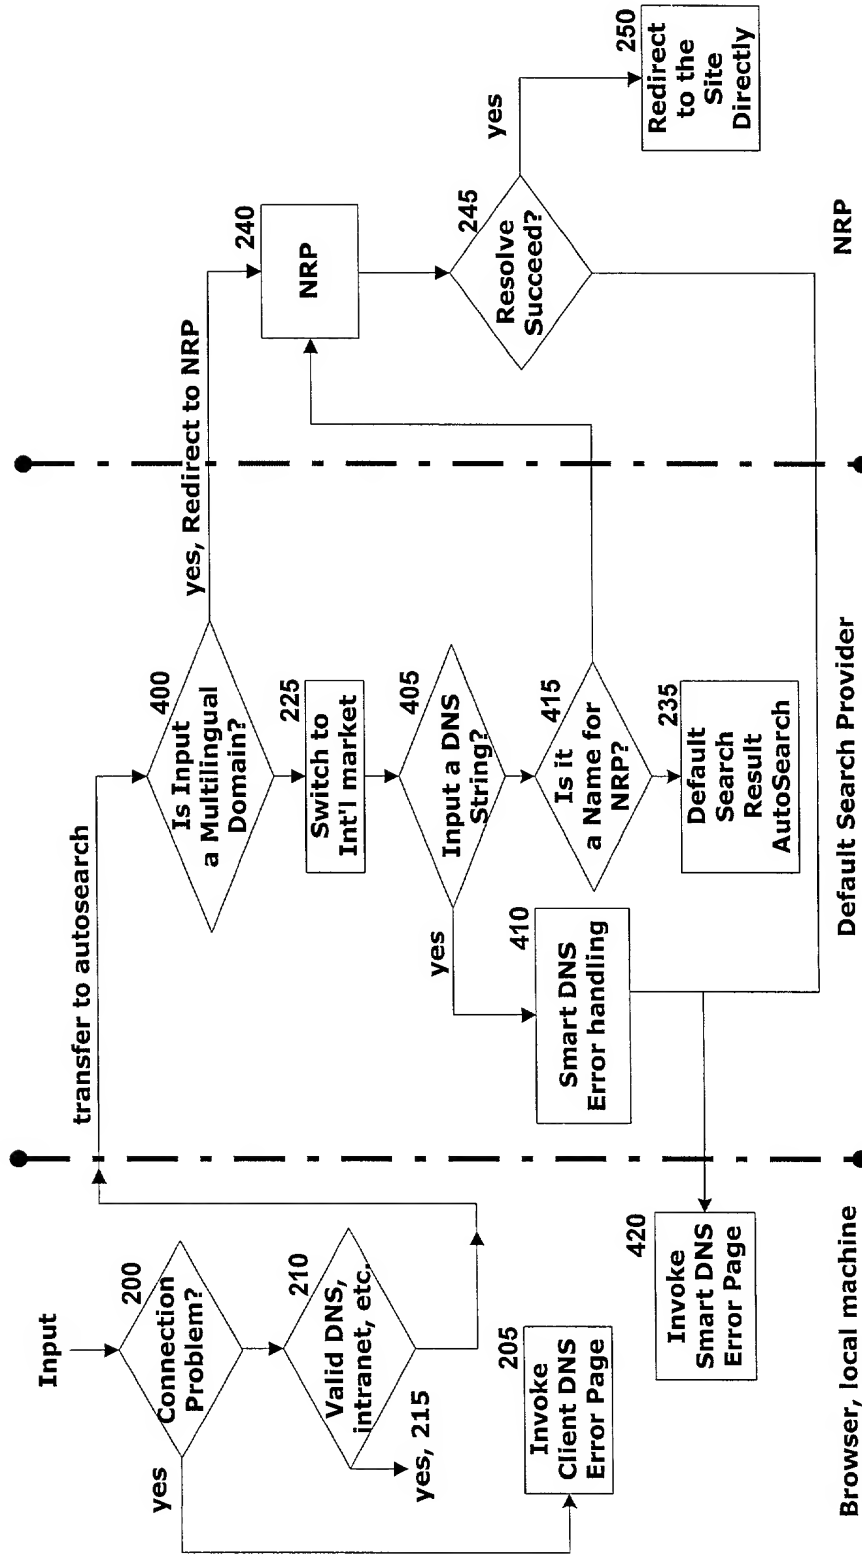 Input
200
Connection
Problem?
yes
210
Valid DNS,
intranet, etc.
yes, 215
205
Invoke
Client DNS
Error Page
420
Invoke
Smart DNS
Error Page
Browser, local machine
transfer to autosearch
400
Is Input
a Multilingual
Domain?
yes, Redirect to NRP
225
Switch to
Int'l market
405
Input a DNS
String?
yes
410
Smart DNS
Error handling
415
Is it
a Name for
NRP?
235
Default
Search
Result
AutoSearch
Default Search Provider
240
NRP
245
Resolve
Succeed?
yes
250
Redirect
to the
Site
Directly
NRP